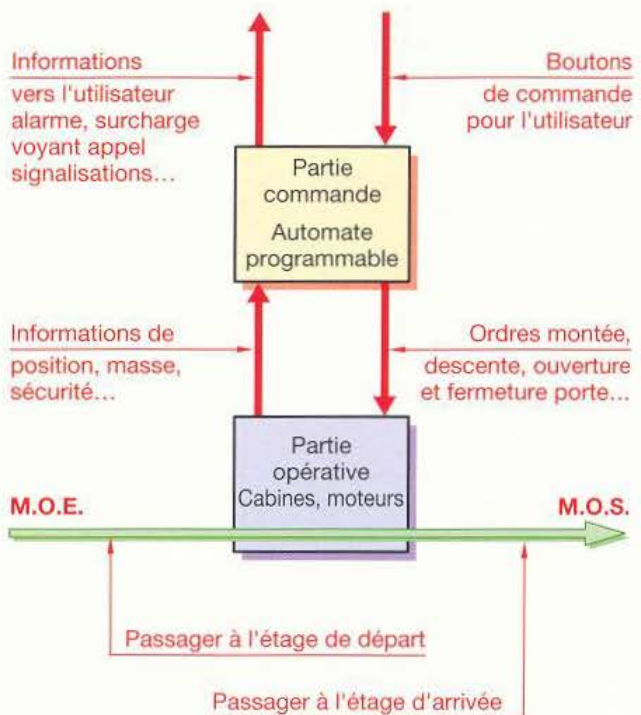 Informations
vers l'utilisateur
alarme, surcharge
voyant appel
signalisations...
Boutons
de commande
pour l'utilisateur
Partie
commande
Automate
programmable
Informations de
position, masse,
sécurité...
Ordres montée,
descente, ouverture
et fermeture porte...
Partie
opérative
Cabines, moteurs
M.O.E.
M.O.S.
Passager à l'étage de départ
Passager à l'étage d'arrivée